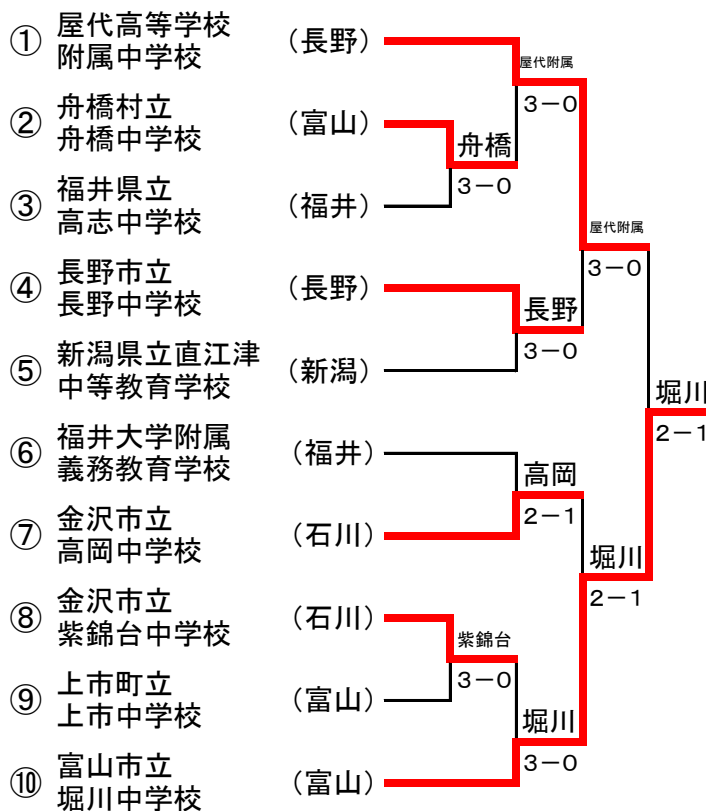 ① 屋代高等学校
附属中学校
（長野）
屋代附属
3－0
② 舟橋村立
舟橋中学校
（富山）
舟橋
3－0
③ 福井県立
高志中学校
（福井）
屋代附属
3－0
④ 長野市立
長野中学校
（長野）
長野
3－0
⑤ 新潟県立直江津
中等教育学校
（新潟）
堀川
2－1
⑥ 福井大学附属
義務教育学校
（福井）
高岡
2－1
⑦ 金沢市立
高岡中学校
（石川）
堀川
2－1
⑧ 金沢市立
紫錦台中学校
（石川）
紫錦台
3－0
⑨ 上市町立
上市中学校
（富山）
堀川
3－0
⑩ 富山市立
堀川中学校
（富山）